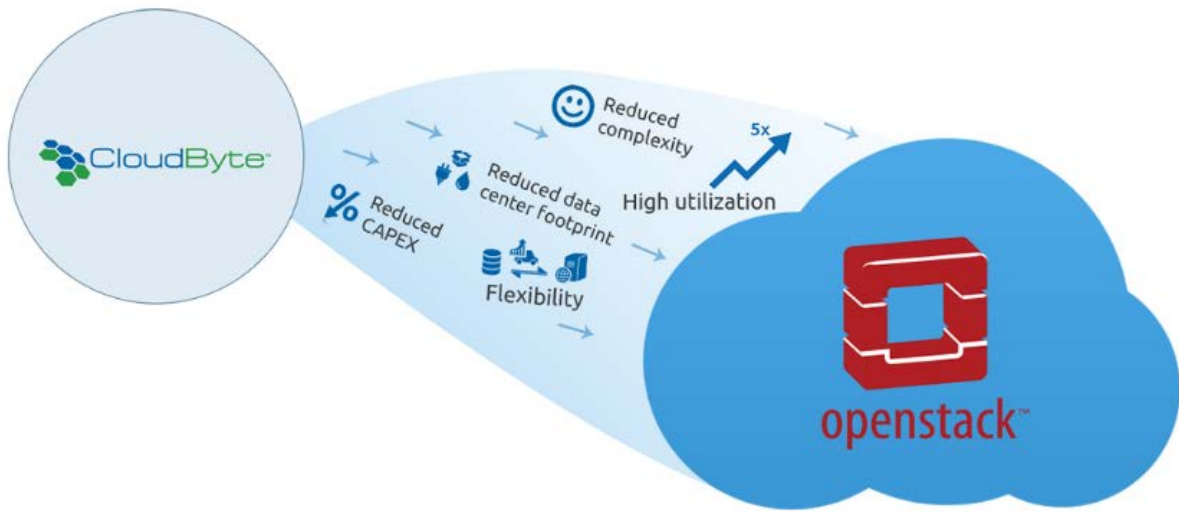 CloudByte™
%
Reduced
CAPEX
Reduced data
center footprint
Flexibility
Reduced
complexity
5x
High utilization
openstack™